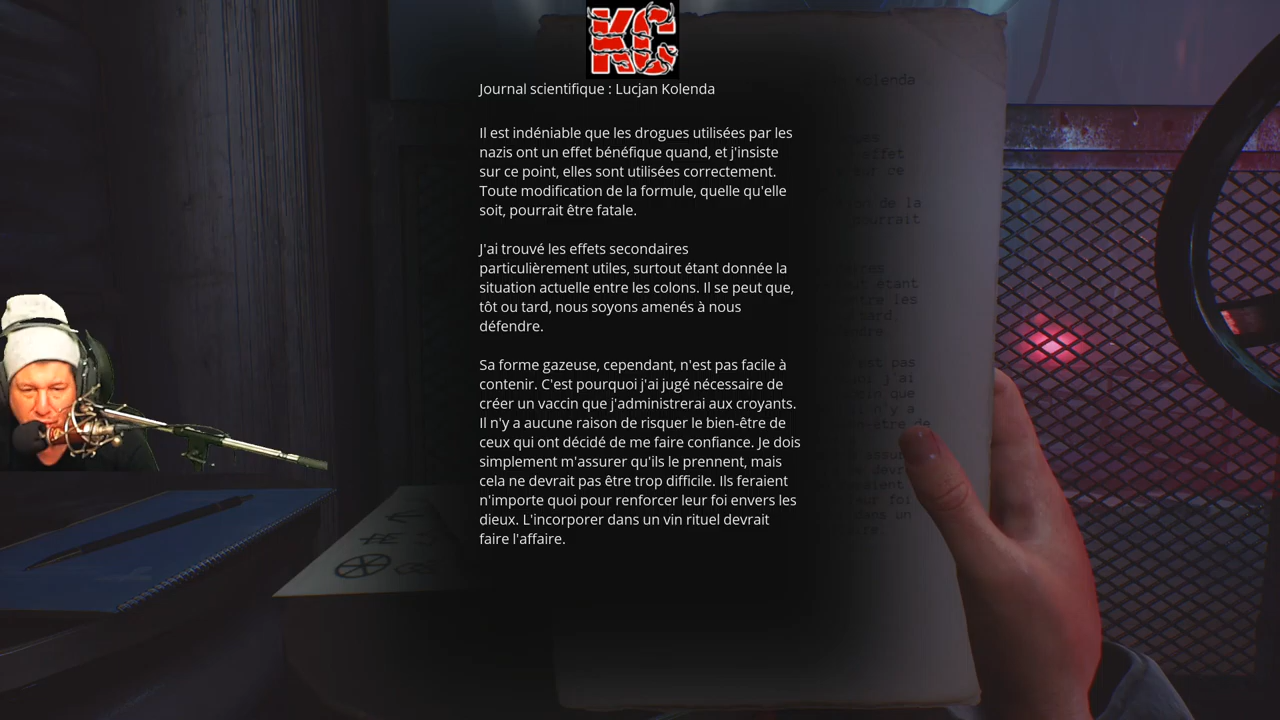 KC
Journal scientifique : Lucjan Kolenda
Il est indéniable que les drogues utilisées par les
nazis ont un effet bénéfique quand, et j'insiste
sur ce point, elles sont utilisées correctement.
Toute modification de la formule, quelle qu'elle
soit, pourrait être fatale.
J'ai trouvé les effets secondaires
particulièrement utiles, surtout étant donnée la
situation actuelle entre les colons. Il se peut que,
tôt ou tard, nous soyons amenés à nous
défendre.
Sa forme gazeuse, cependant, n'est pas facile à
contenir. C'est pourquoi j'ai jugé nécessaire de
créer un vaccin que j'administrerai aux croyants.
Il n'y a aucune raison de risquer le bien-être de
ceux qui ont décidé de me faire confiance. Je dois
simplement m'assurer qu'ils le prennent, mais
cela ne devrait pas être trop difficile. Ils feraient
n'importe quoi pour renforcer leur foi envers les
dieux. L'incorporer dans un vin rituel devrait
faire l'affaire.